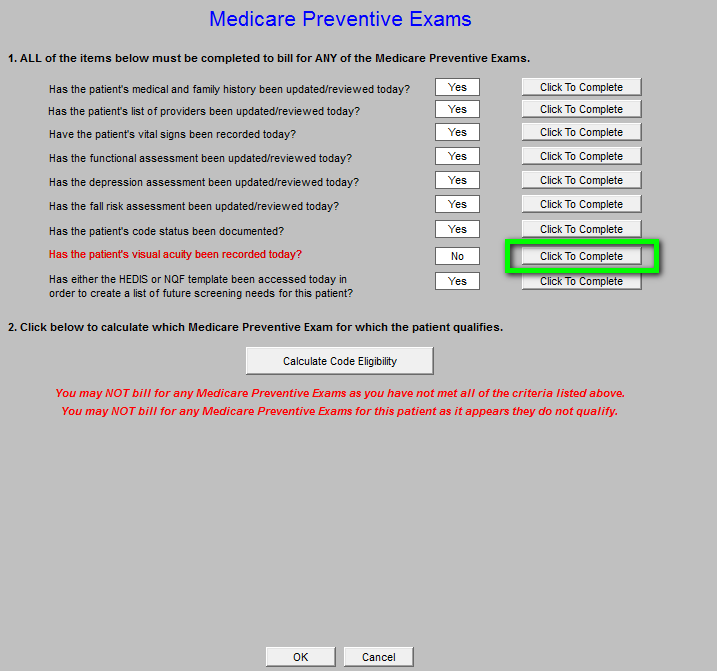 Medicare Preventive Exams
1. ALL of the items below must be completed to bill for ANY of the Medicare Preventive Exams.
Has the patient's medical and family history been updated/reviewed today? Yes Click To Complete
Has the patient's list of providers been updated/reviewed today? Yes Click To Complete
Have the patient's vital signs been recorded today? Yes Click To Complete
Has the functional assessment been updated/reviewed today? Yes Click To Complete
Has the depression assessment been updated/reviewed today? Yes Click To Complete
Has the fall risk assessment been updated/reviewed today? Yes Click To Complete
Has the patient's code status been documented? Yes Click To Complete
Has the patient's visual acuity been recorded today? No Click To Complete
Has either the HEDIS or NQF template been accessed today in Yes Click To Complete
order to create a list of future screening needs for this patient?
2. Click below to calculate which Medicare Preventive Exam for which the patient qualifies.
Calculate Code Eligibility
You may NOT bill for any Medicare Preventive Exams as you have not met all of the criteria listed above.
You may NOT bill for any Medicare Preventive Exams for this patient as it appears they do not qualify.
OK Cancel